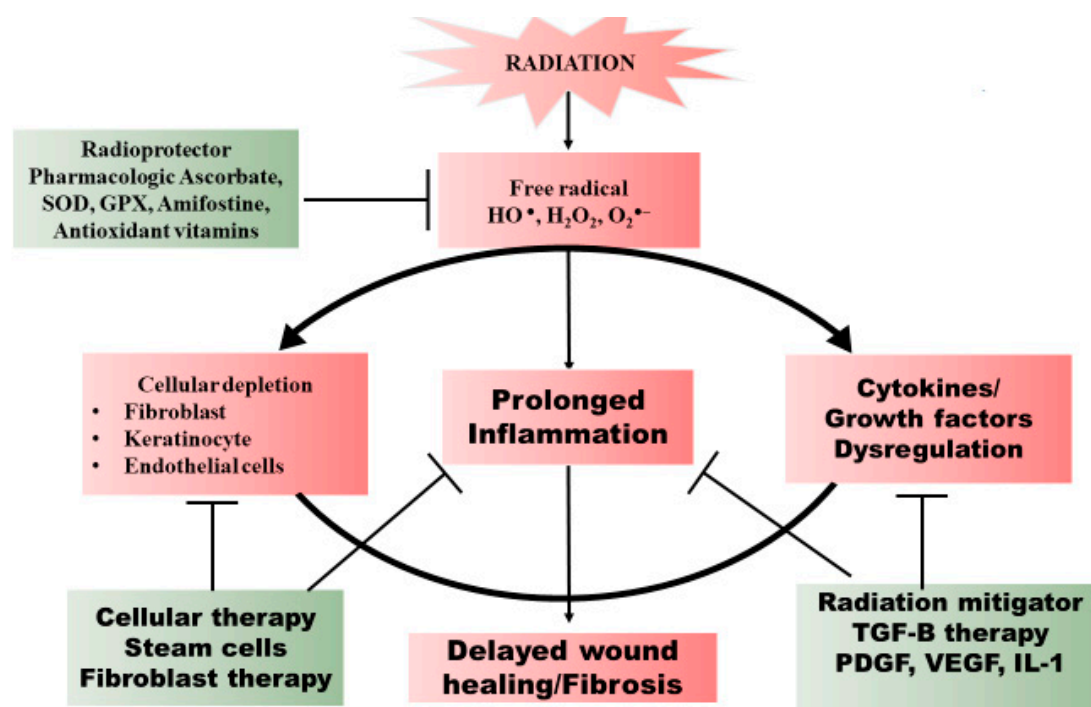 RADIATION
Radioprotector
Pharmacologic Ascorbate,
SOD, GPX, Amifostine,
Antioxidant vitamins
Free radical
HO•, H₂O₂, O₂•−
Cellular depletion
• Fibroblast
• Keratinocyte
• Endothelial cells
Prolonged
Inflammation
Cytokines/
Growth factors
Dysregulation
Cellular therapy
Steam cells
Fibroblast therapy
Delayed wound
healing/Fibrosis
Radiation mitigator
TGF-B therapy
PDGF, VEGF, IL-1